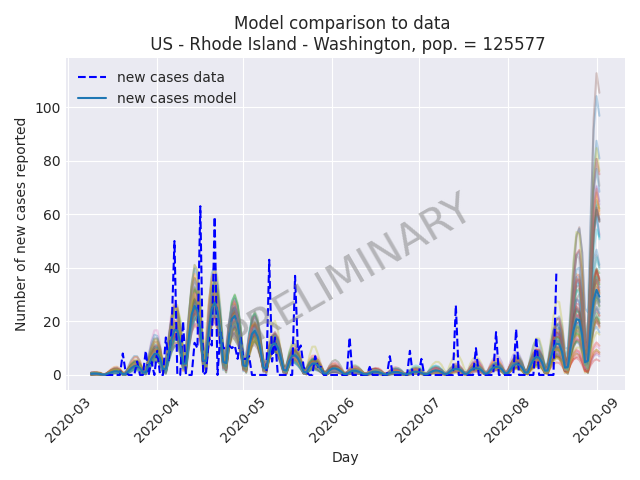 Model comparison to data
US - Rhode Island - Washington, pop. = 125577
new cases data
new cases model
Number of new cases reported
100
80
60
40
20
0
PRELIMINARY
2020-03
2020-04
2020-05
2020-06
2020-07
2020-08
2020-09
Day